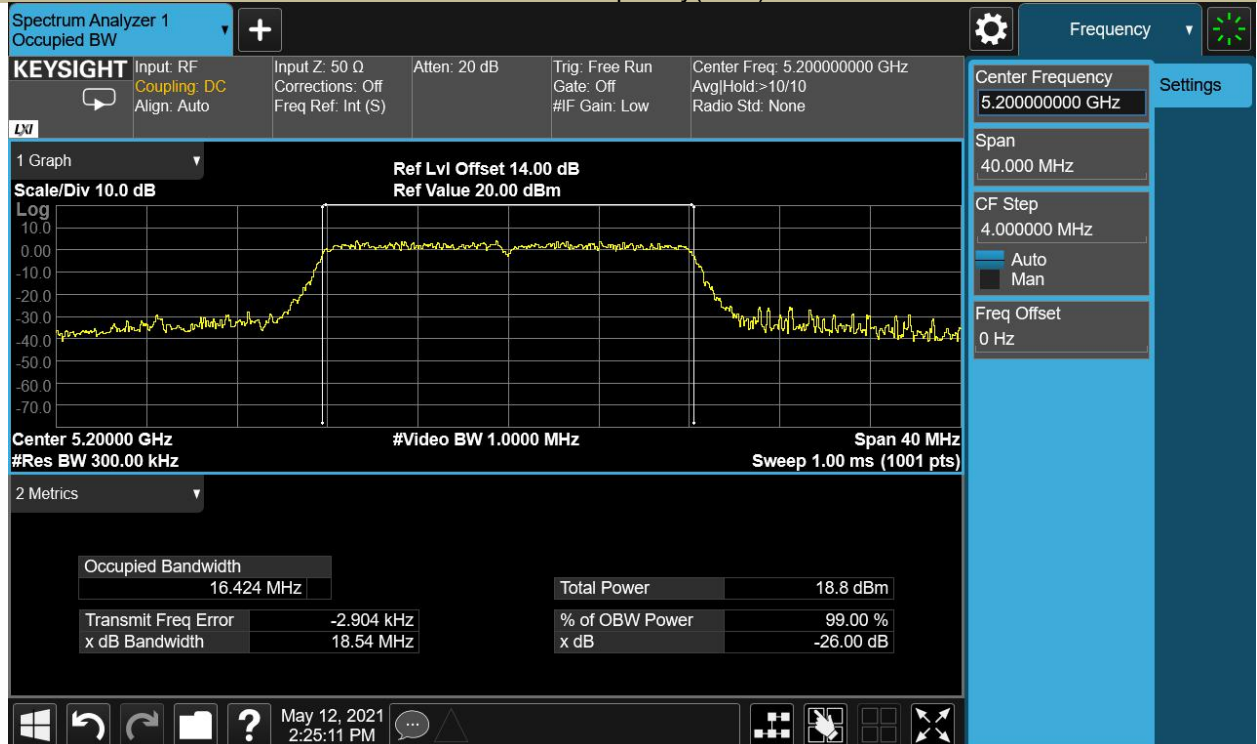 Spectrum Analyzer 1
Occupied BW
Frequency
KEYSIGHT
Input: RF
Coupling: DC
Align: Auto
Input Z: 50 Ω
Corrections: Off
Freq Ref: Int (S)
Atten: 20 dB
Trig: Free Run
Gate: Off
#IF Gain: Low
Center Freq: 5.200000000 GHz
Avg|Hold:>10/10
Radio Std: None
LXI
Center Frequency
5.200000000 GHz
Settings
Span
40.000 MHz
CF Step
4.000000 MHz
Auto
Man
Freq Offset
0 Hz
1 Graph
Scale/Div 10.0 dB
Ref Lvl Offset 14.00 dB
Ref Value 20.00 dBm
Log
10.0
0.00
-10.0
-20.0
-30.0
-40.0
-50.0
-60.0
-70.0
Center 5.20000 GHz
#Video BW 1.0000 MHz
Span 40 MHz
#Res BW 300.00 kHz
Sweep 1.00 ms (1001 pts)
2 Metrics
Occupied Bandwidth
16.424 MHz
Total Power 18.8 dBm
Transmit Freq Error -2.904 kHz
% of OBW Power 99.00 %
x dB Bandwidth 18.54 MHz
x dB -26.00 dB
?
May 12, 2021
2:25:11 PM